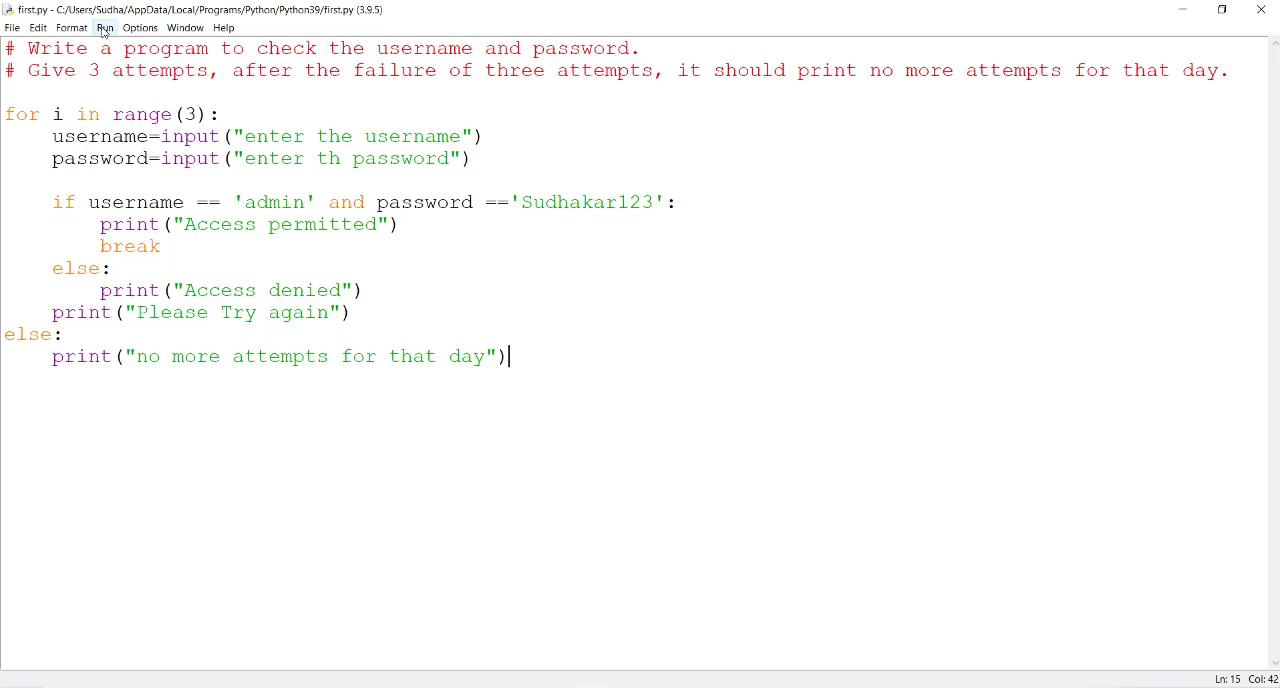 first.py - C:/Users/Sudha/AppData/Local/Programs/Python/Python39/first.py (3.9.5)
File Edit Format Run Options Window Help
# Write a program to check the username and password.
# Give 3 attempts, after the failure of three attempts, it should print no more attempts for that day.
for i in range(3):
    username=input("enter the username")
    password=input("enter th password")
    if username == 'admin' and password =='Sudhakar123':
        print("Access permitted")
        break
    else:
        print("Access denied")
    print("Please Try again")
else:
    print("no more attempts for that day")
Ln: 15 Col: 42